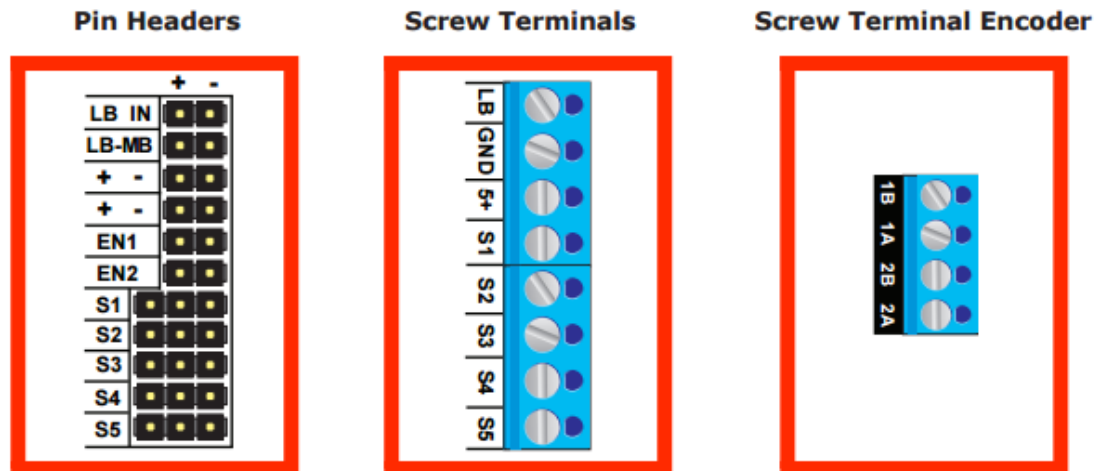 Pin Headers
+ -
LB IN
LB-MB
+ -
+ -
EN1
EN2
S1
S2
S3
S4
S5
Screw Terminals
LB
GND
5+
S1
S2
S3
S4
S5
Screw Terminal Encoder
1B
1A
2B
2A